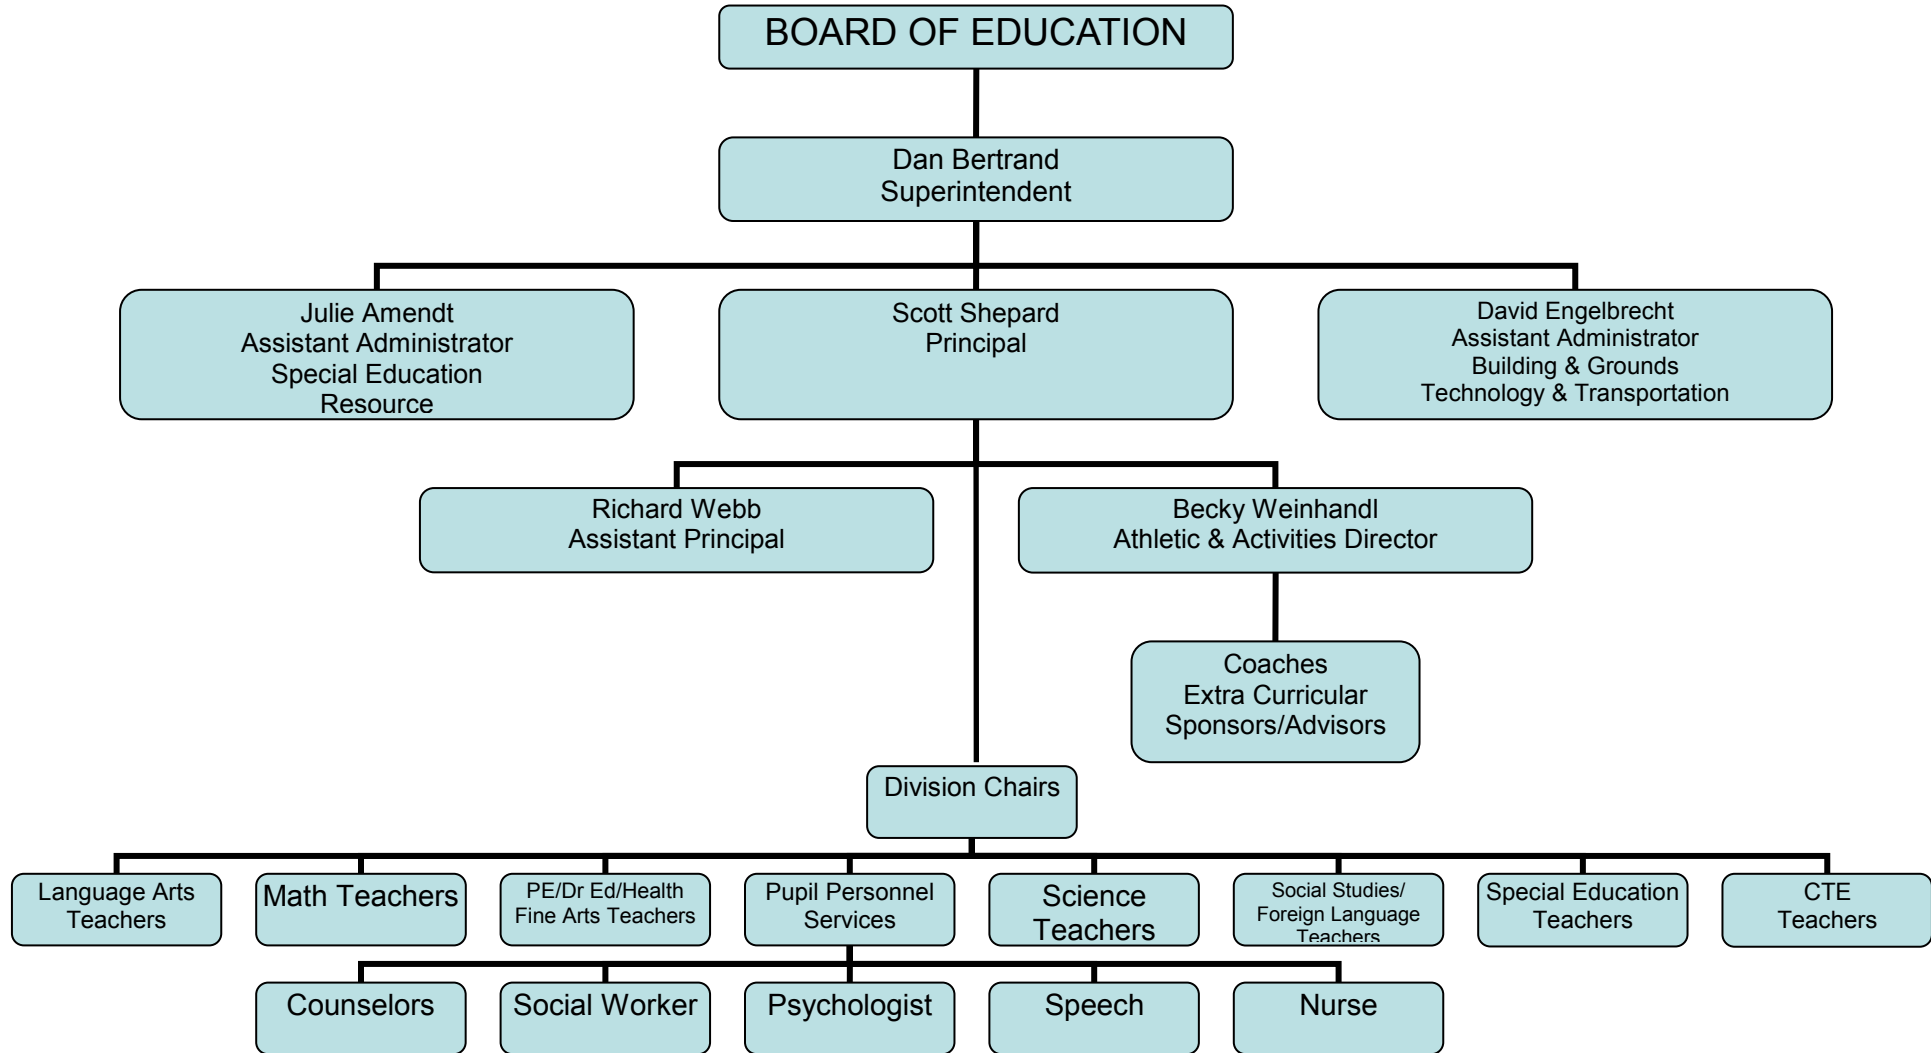 BOARD OF EDUCATION
Dan Bertrand
Superintendent
Julie Amendt
Assistant Administrator
Special Education
Resource
Scott Shepard
Principal
David Engelbrecht
Assistant Administrator
Building & Grounds
Technology & Transportation
Richard Webb
Assistant Principal
Becky Weinhandl
Athletic & Activities Director
Coaches
Extra Curricular
Sponsors/Advisors
Division Chairs
Language Arts
Teachers
Math Teachers
PE/Dr Ed/Health
Fine Arts Teachers
Pupil Personnel
Services
Science
Teachers
Social Studies/
Foreign Language
Teachers
Special Education
Teachers
CTE
Teachers
Counselors
Social Worker
Psychologist
Speech
Nurse